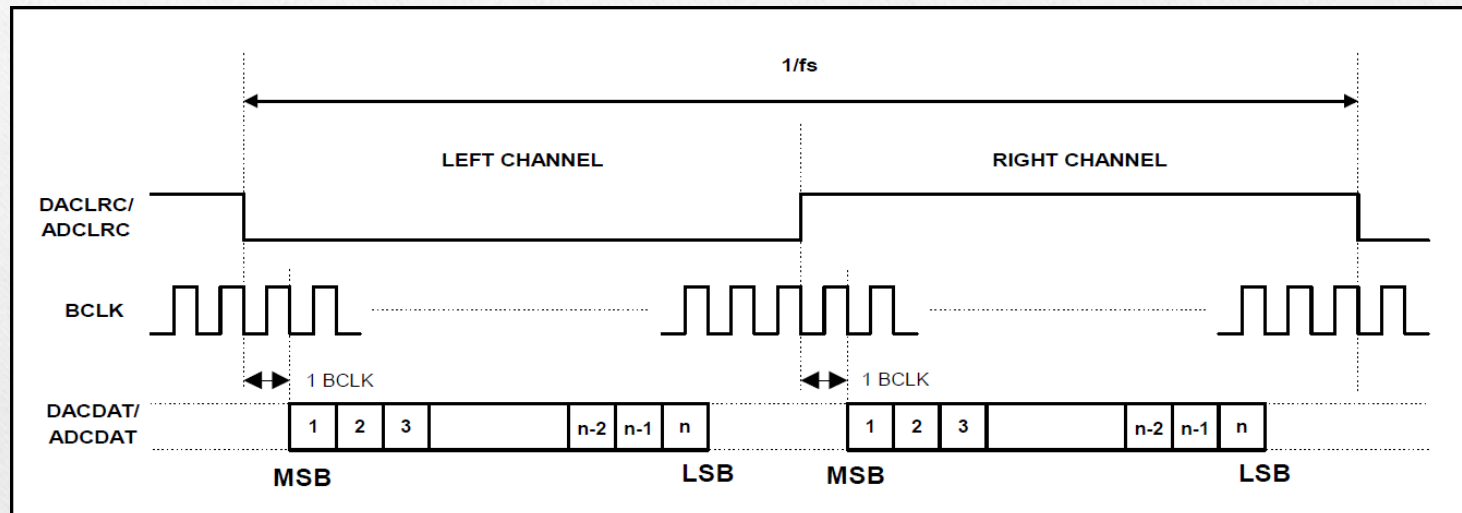 1/fs
LEFT CHANNEL
RIGHT CHANNEL
DACLRC/
ADCLRC
BCLK
1 BCLK
1 BCLK
DACDAT/
ADCDAT
1 2 3 n-2 n-1 n
1 2 3 n-2 n-1 n
MSB
LSB
MSB
LSB